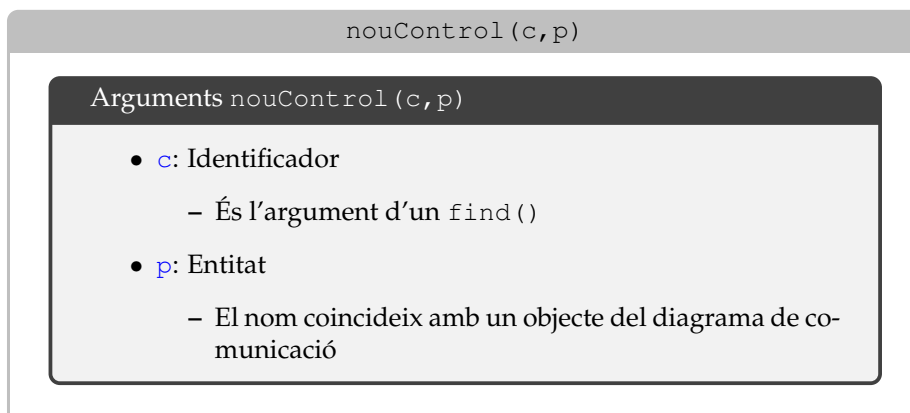 nouControl(c,p)
Arguments nouControl(c,p)
• c: Identificador
– És l’argument d’un find()
• p: Entitat
– El nom coincideix amb un objecte del diagrama de co-
municació